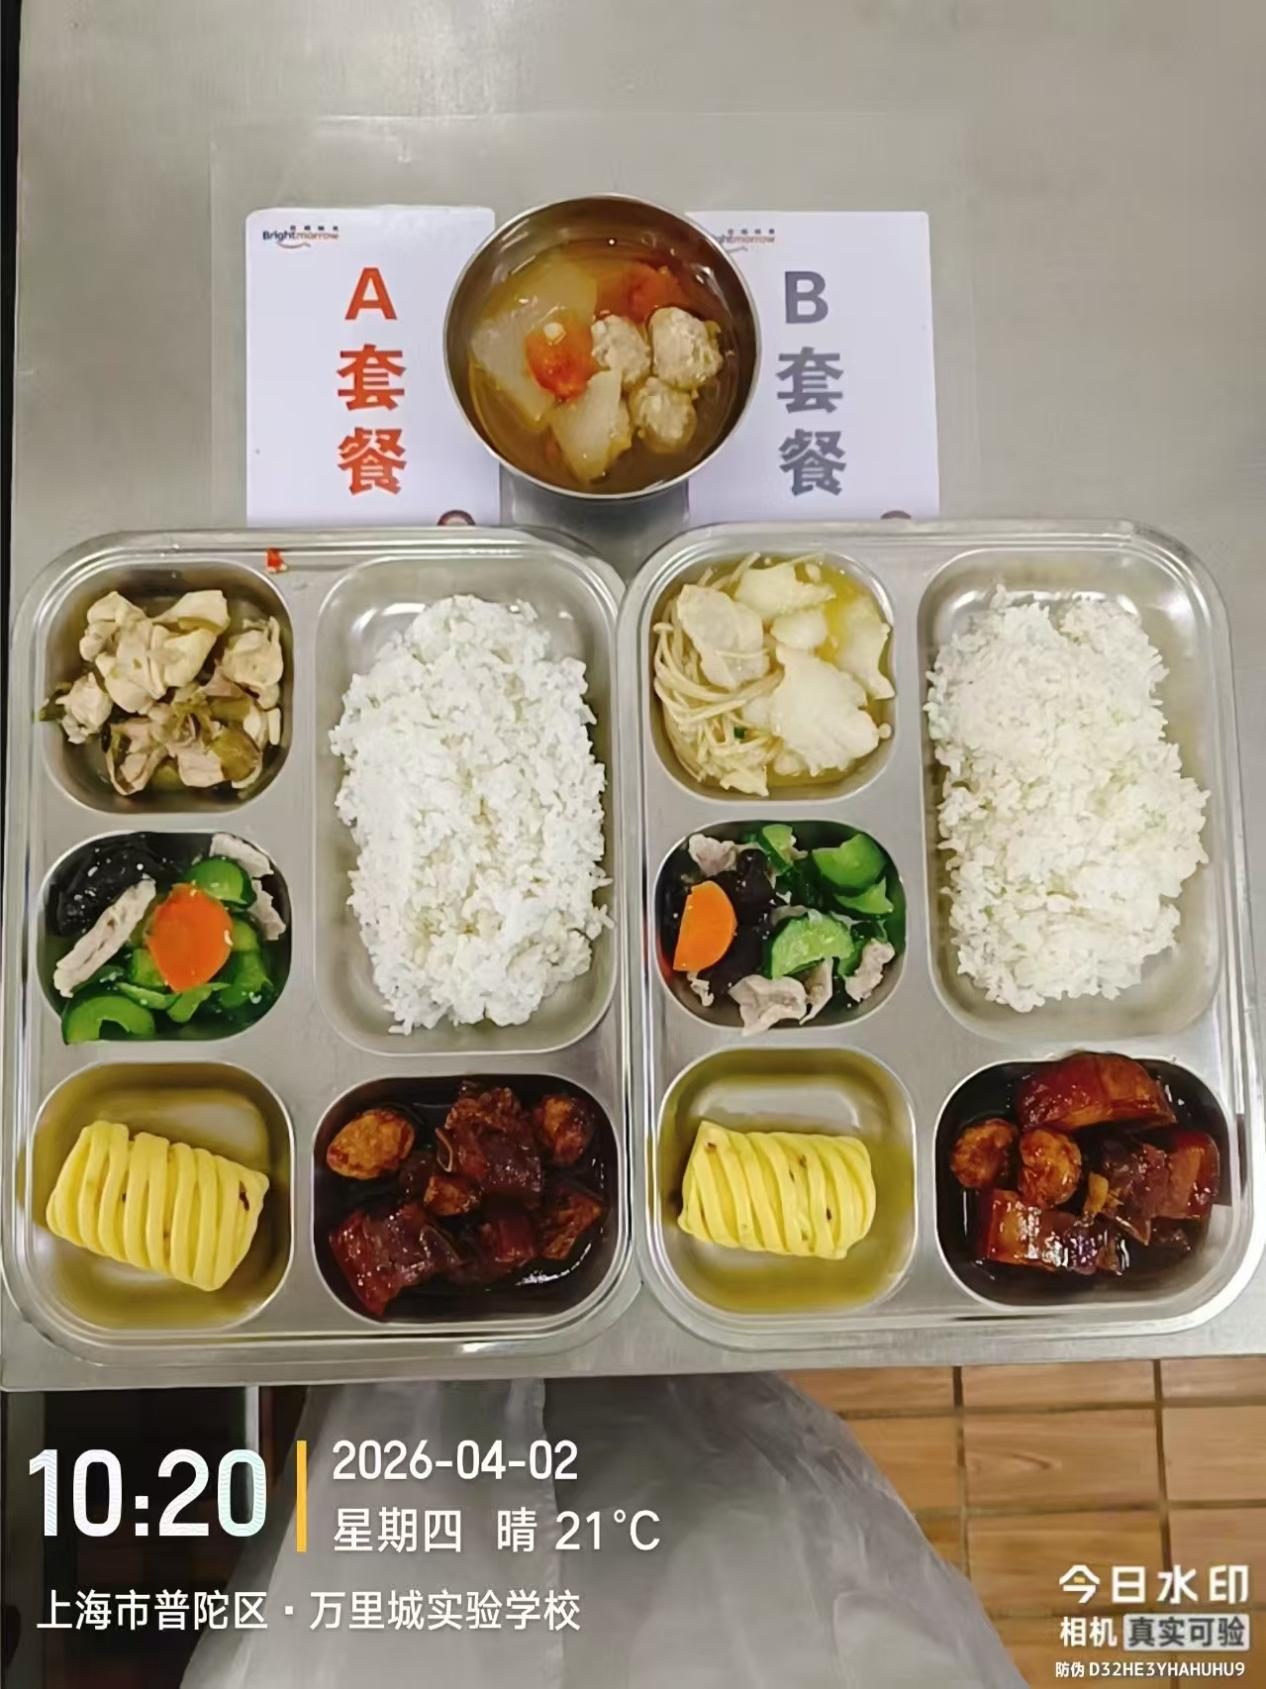 Brightmarrow
A
套
餐
B
套
餐
10:20
2026-04-02
星期四 晴 21°C
上海市普陀区·万里城实验学校
今日水印
相机 真实可验
防伪 D32HE3YHAHUHU9